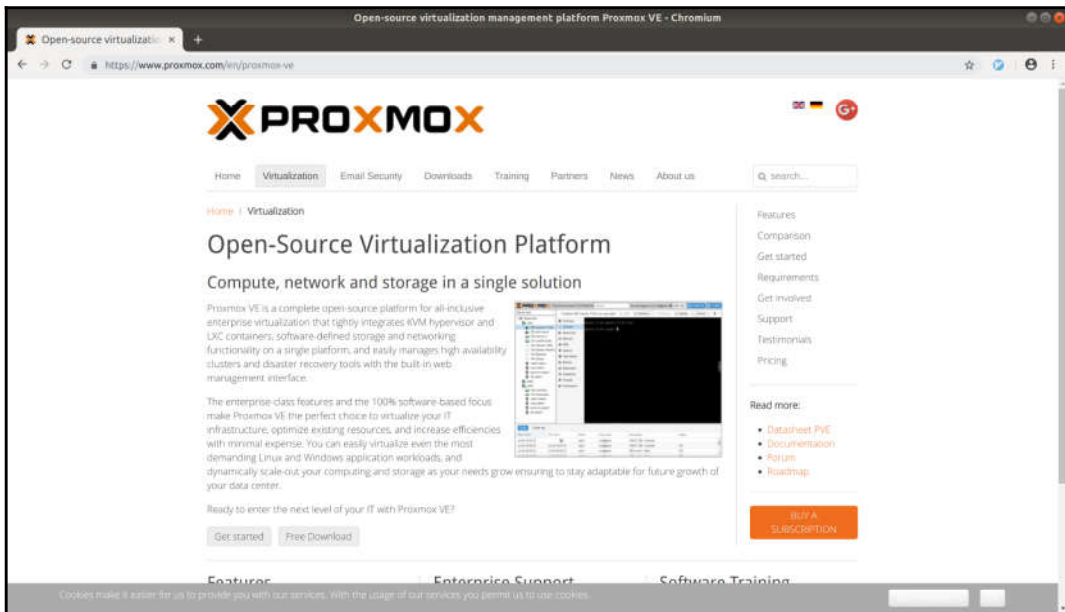 Open-source virtualization management platform Proxmox VE - Chromium
Open-source virtualizatio
https://www.proxmox.com/en/proxmox-ve
PROXMOX
G+
Home Virtualization Email Security Downloads Training Partners News About us search...
Home Virtualization
Open-Source Virtualization Platform
Compute, network and storage in a single solution
Proxmox VE is a complete open-source platform for all-inclusive
enterprise virtualization that tightly integrates KVM hypervisor and
LXC containers, software-defined storage and networking
functionality on a single platform, and easily manages high availability
clusters and disaster recovery tools with the built-in web
management interface.
The enterprise-class features and the 100% software-based focus
make Proxmox VE the perfect choice to virtualize your IT
infrastructure, optimize existing resources, and increase efficiencies
with minimal expense. You can easily virtualize even the most
demanding Linux and Windows application workloads, and
dynamically scale-out your computing and storage as your needs grow ensuring to stay adaptable for future growth of
your data center.
Ready to enter the next level of your IT with Proxmox VE?
Get started Free Download
Features
Comparison
Get started
Requirements
Get involved
Support
Testimonials
Pricing
Read more:
• Datasheet PVE
• Documentation
• Forum
• Roadmap
BUY A
SUBSCRIPTION
Features Enterprise Support Software Training
Cookies make it easier for us to provide you with our services. With the usage of our services you permit us to use cookies.